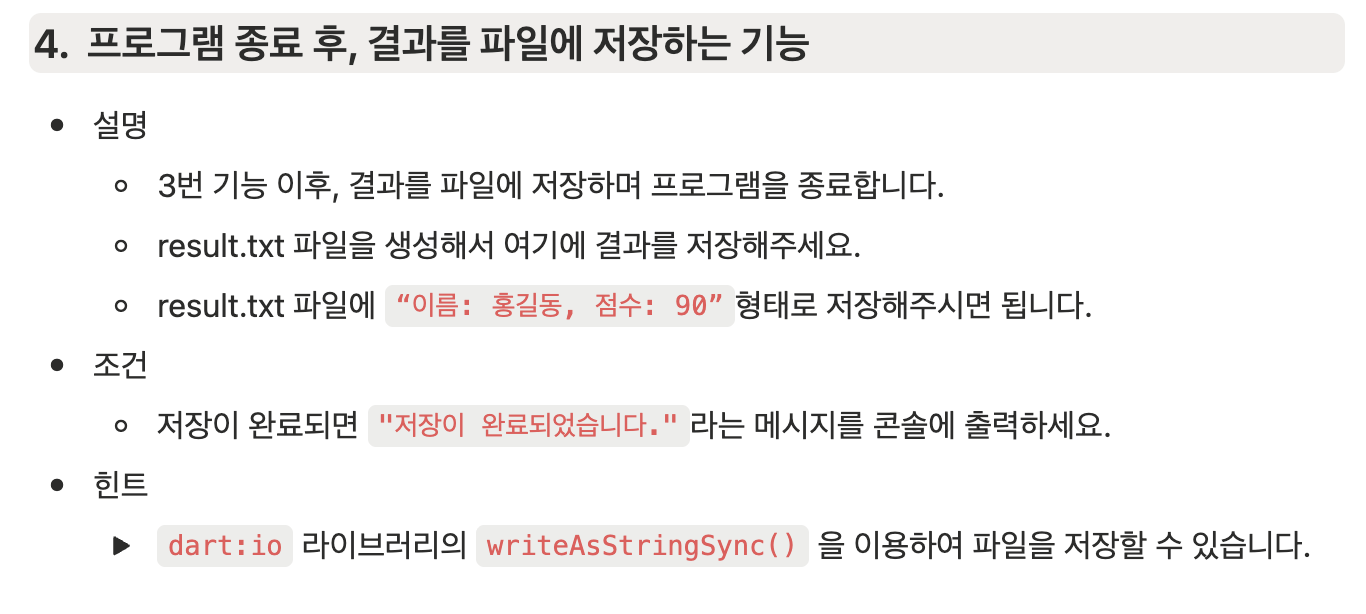 4. 프로그램 종료 후, 결과를 파일에 저장하는 기능
• 설명
◦ 3번 기능 이후, 결과를 파일에 저장하며 프로그램을 종료합니다.
◦ result.txt 파일을 생성해서 여기에 결과를 저장해주세요.
◦ result.txt 파일에 “이름: 홍길동, 점수: 90” 형태로 저장해주시면 됩니다.
• 조건
◦ 저장이 완료되면 "저장이 완료되었습니다." 라는 메시지를 콘솔에 출력하세요.
• 힌트
▶ dart:io 라이브러리의 writeAsStringSync() 을 이용하여 파일을 저장할 수 있습니다.